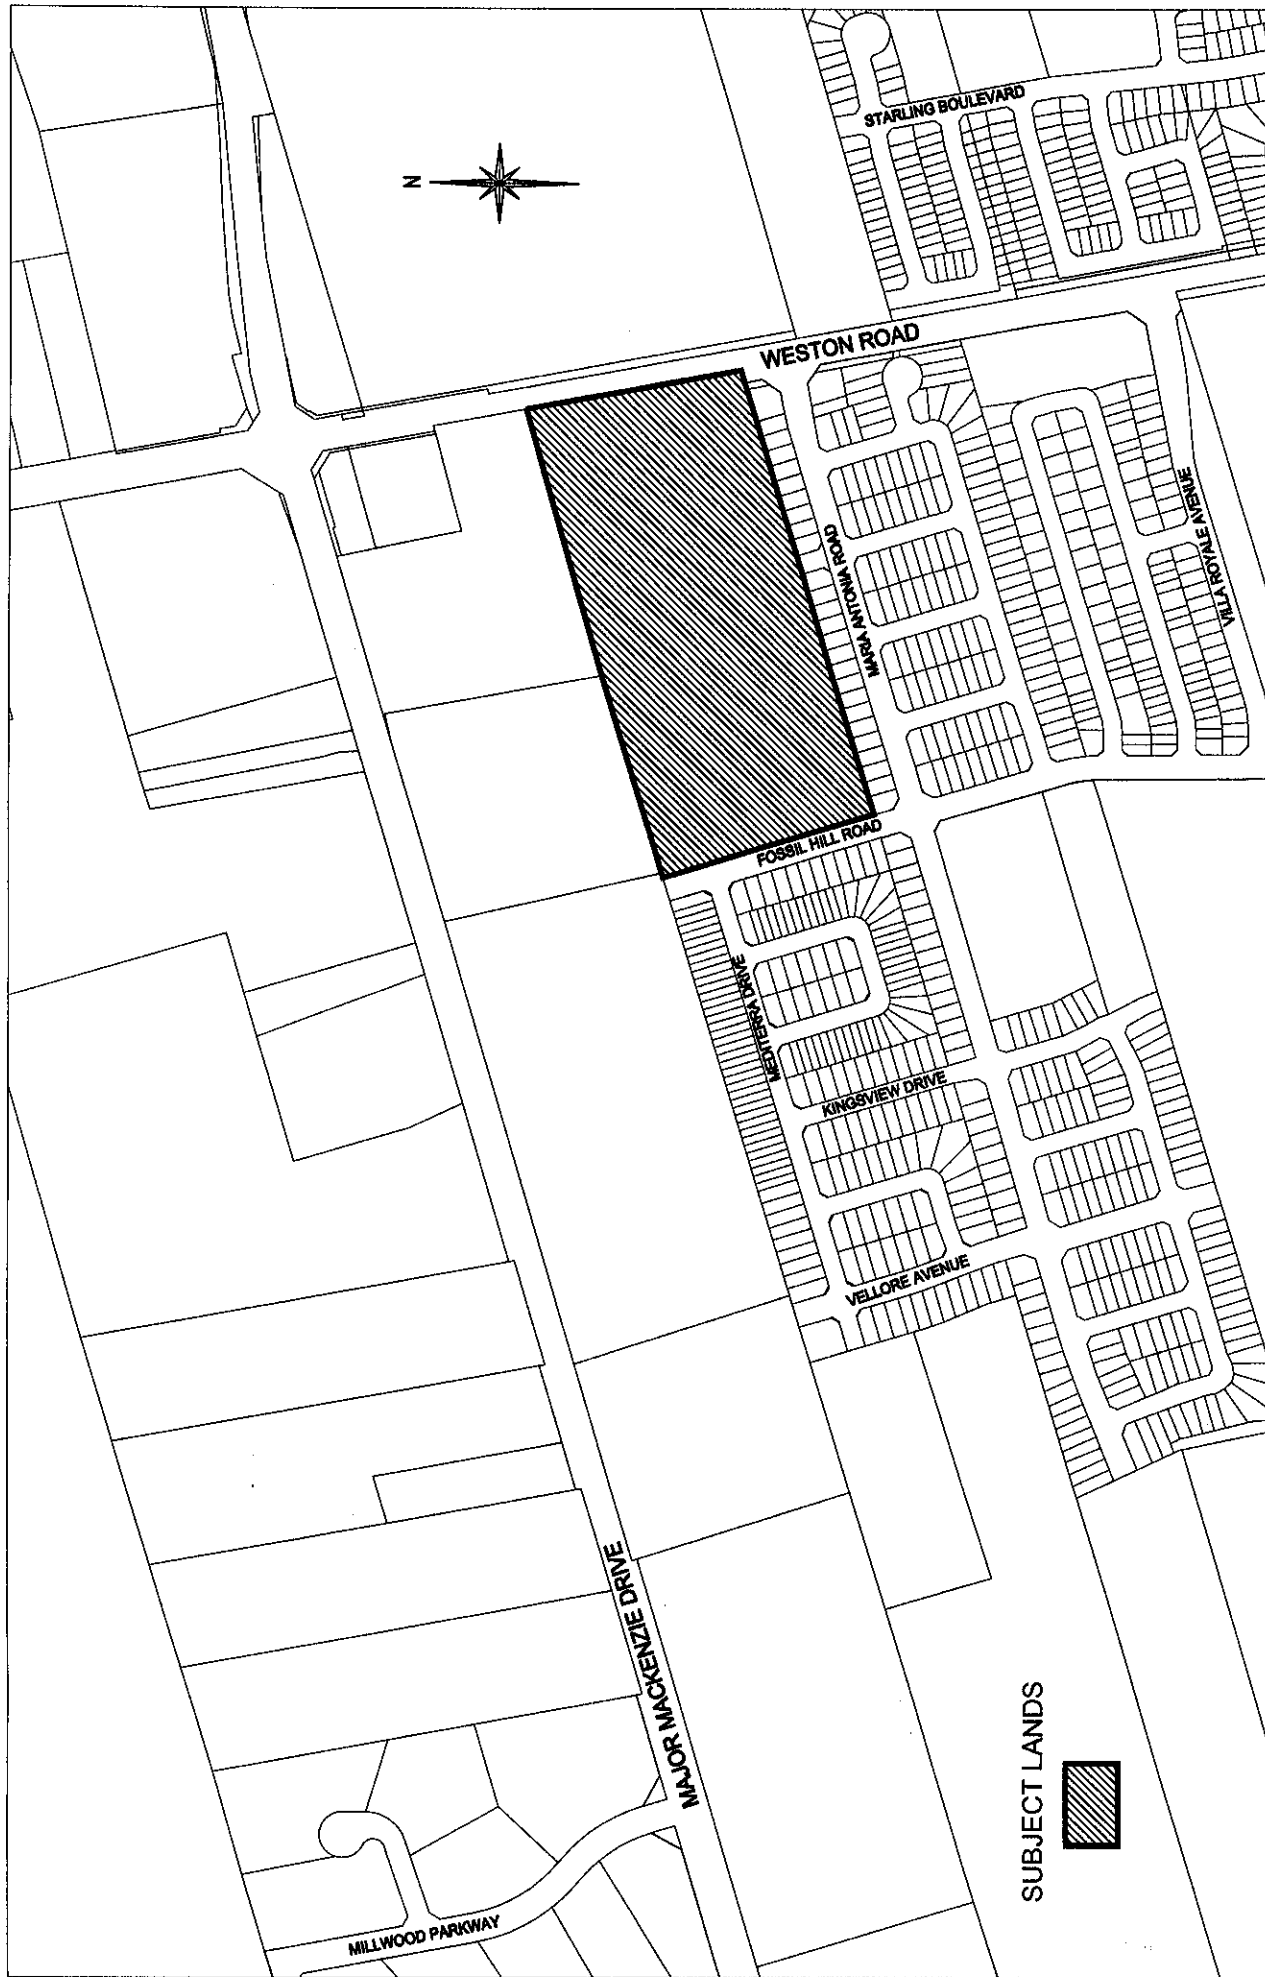 STARLING BOULEVARD
N
WESTON ROAD
MARIA ANTONIA ROAD
VILLA ROYALE AVENUE
FOSSIL HILL ROAD
MEDITERRA DRIVE
KINGSVIEW DRIVE
VELLORE AVENUE
MAJOR MACKENZIE DRIVE
MILLWOOD PARKWAY
SUBJECT LANDS